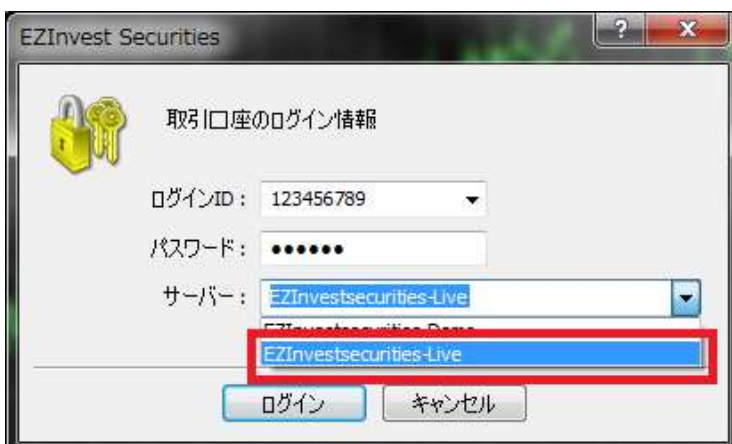 EZInvest Securities
?
X
取引口座のログイン情報
ログインID : 123456789
パスワード : ●●●●●●
サーバー : EZInvestsecurities-Live
EZInvestsecurities-Demo
EZInvestsecurities-Live
ログイン
キャンセル